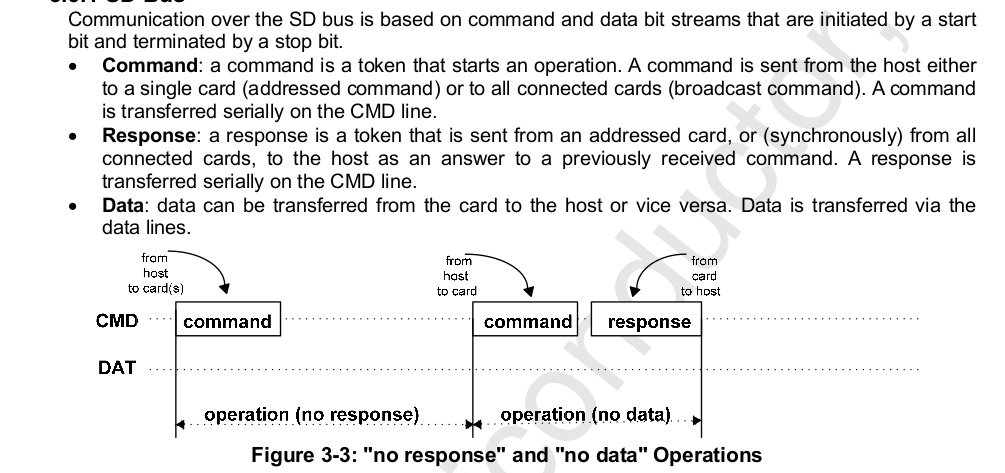 Communication over the SD bus is based on command and data bit streams that are initiated by a start
bit and terminated by a stop bit.
• Command: a command is a token that starts an operation. A command is sent from the host either
to a single card (addressed command) or to all connected cards (broadcast command). A command
is transferred serially on the CMD line.
• Response: a response is a token that is sent from an addressed card, or (synchronously) from all
connected cards, to the host as an answer to a previously received command. A response is
transferred serially on the CMD line.
• Data: data can be transferred from the card to the host or vice versa. Data is transferred via the
data lines.
from
host
to card(s)
from
host
to card
from
card
to host
CMD
command
command
response
DAT
operation (no response)
operation (no data)
Figure 3-3: "no response" and "no data" Operations